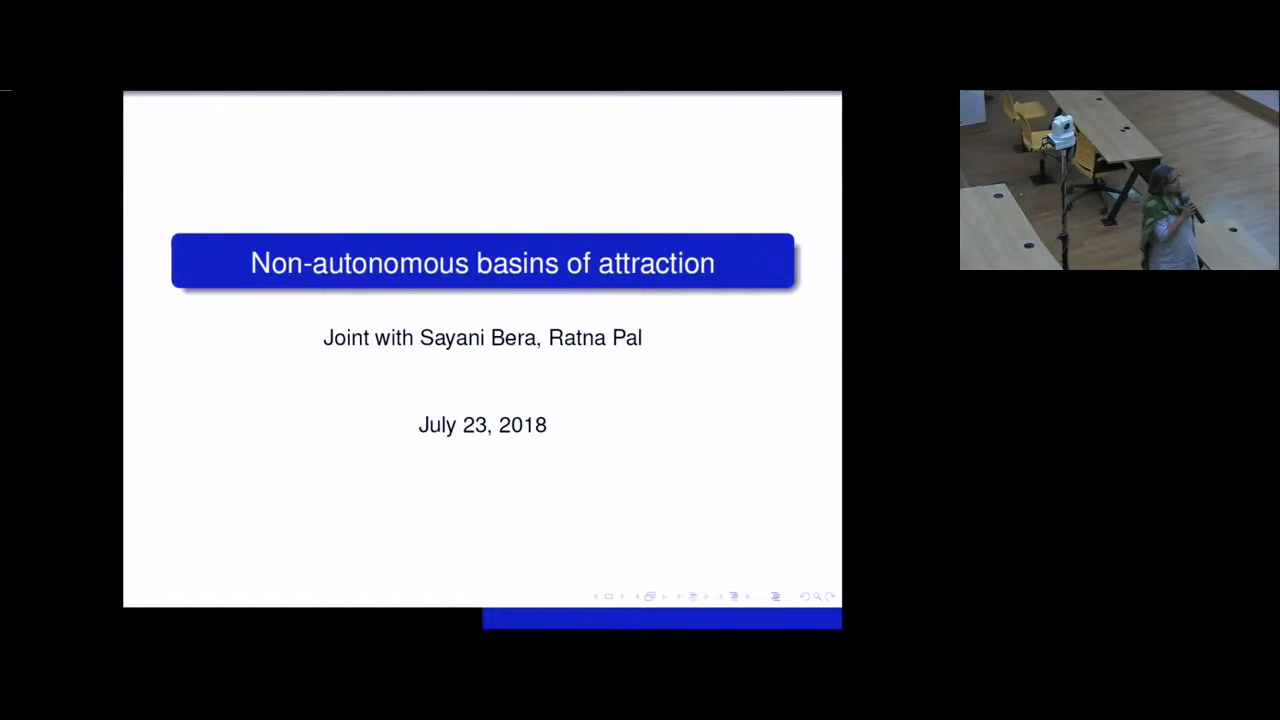 Non-autonomous basins of attraction
Joint with Sayani Bera, Ratna Pal
July 23, 2018